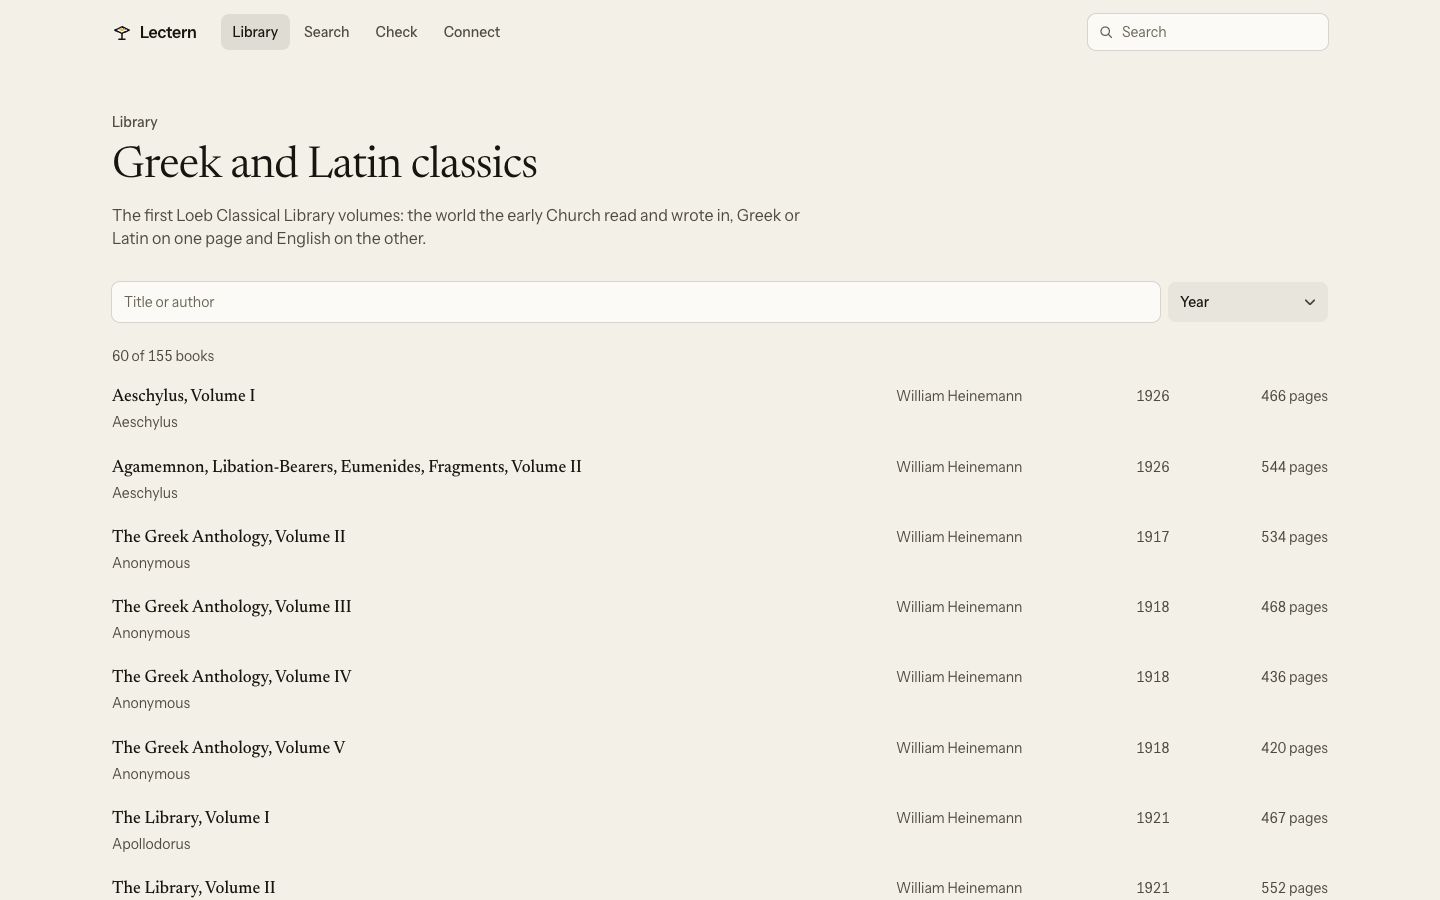 Lectern
Library
Search
Check
Connect
Search
Library
Greek and Latin classics
The first Loeb Classical Library volumes: the world the early Church read and wrote in, Greek or
Latin on one page and English on the other.
Title or author
Year
60 of 155 books
Aeschylus, Volume I
William Heinemann
1926
466 pages
Aeschylus
Agamemnon, Libation-Bearers, Eumenides, Fragments, Volume II
William Heinemann
1926
544 pages
Aeschylus
The Greek Anthology, Volume II
William Heinemann
1917
534 pages
Anonymous
The Greek Anthology, Volume III
William Heinemann
1918
468 pages
Anonymous
The Greek Anthology, Volume IV
William Heinemann
1918
436 pages
Anonymous
The Greek Anthology, Volume V
William Heinemann
1918
420 pages
Anonymous
The Library, Volume I
William Heinemann
1921
467 pages
Apollodorus
The Library, Volume II
William Heinemann
1921
552 pages